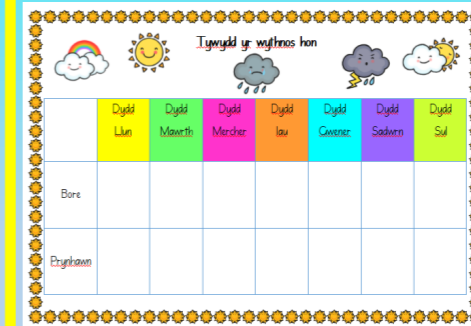 Tywydd yr wythnos hon
Dydd Llun
Dydd Mawrth
Dydd Mercher
Dydd Iau
Dydd Gwener
Dydd Sadwrn
Dydd Sul
Bore
Prynhawn